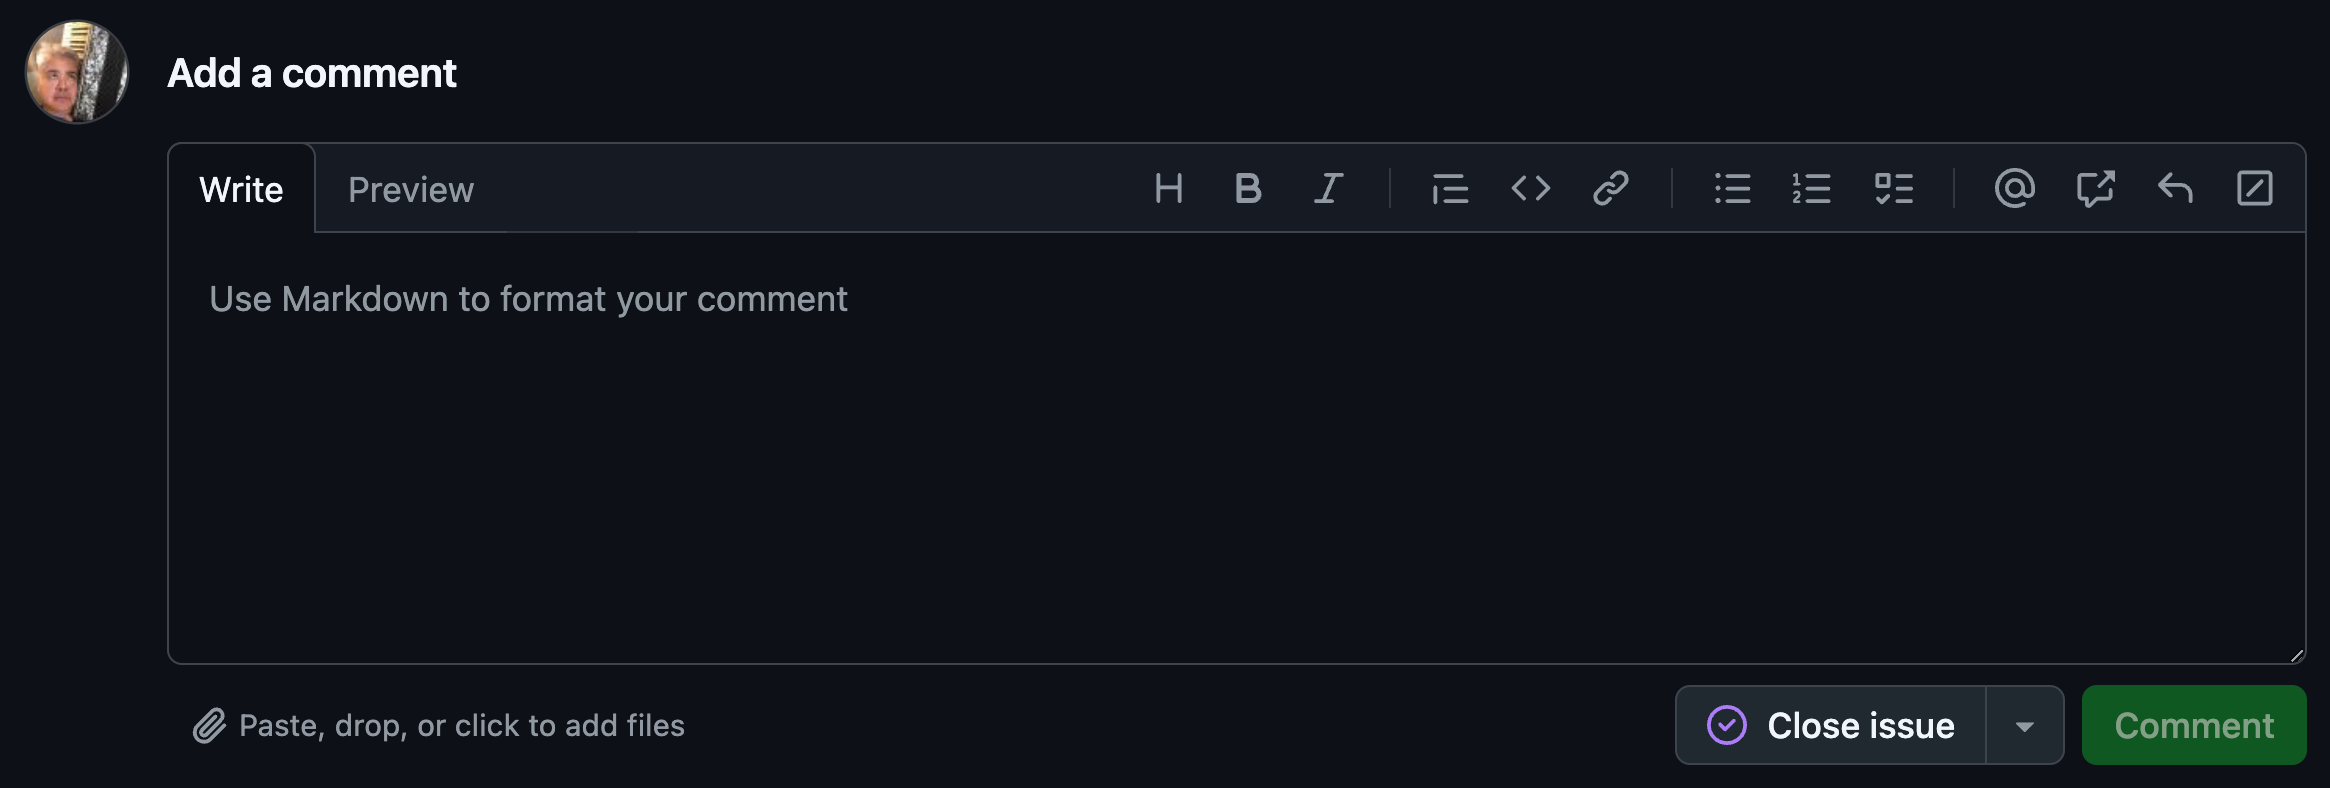 Add a comment
Write Preview
Use Markdown to format your comment
Paste, drop, or click to add files
Close issue Comment